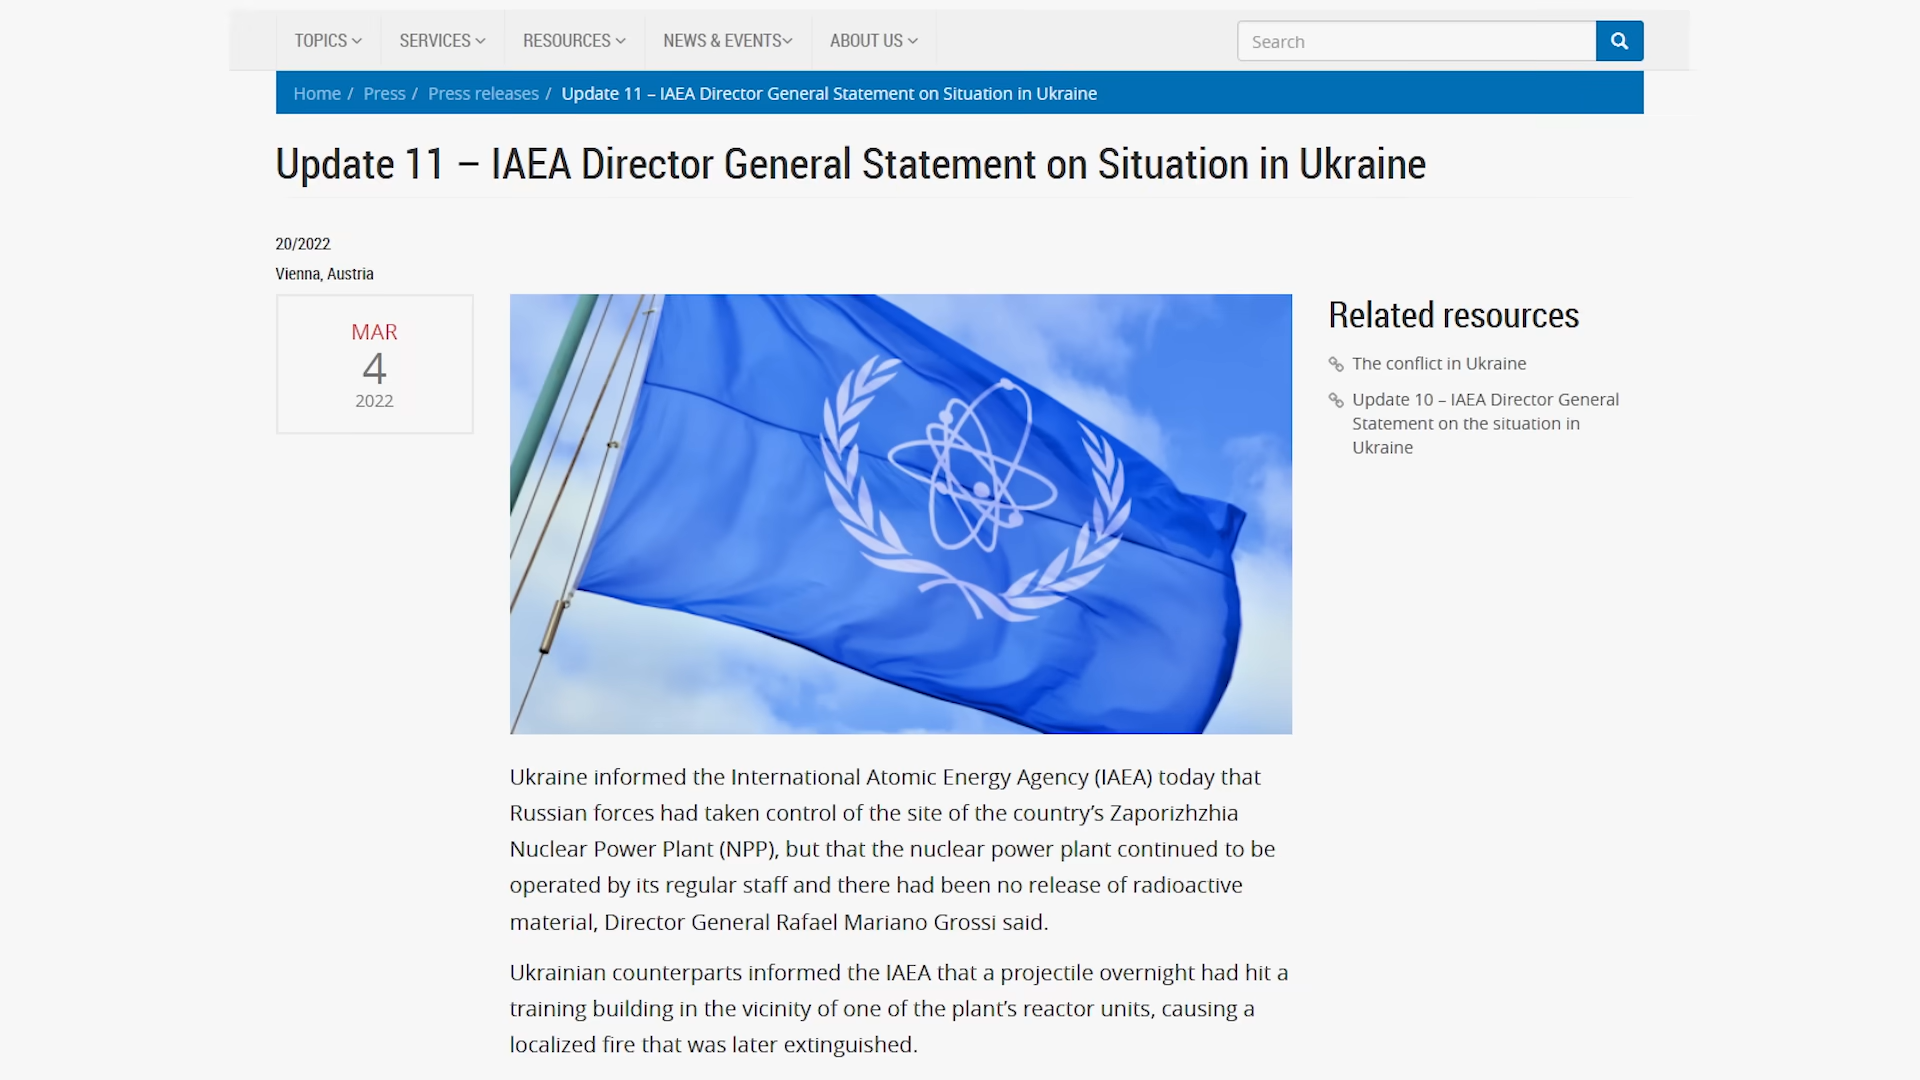 TOPICS
SERVICES
RESOURCES
NEWS & EVENTS
ABOUT US
Search
Home / Press / Press releases / Update 11 – IAEA Director General Statement on Situation in Ukraine
Update 11 – IAEA Director General Statement on Situation in Ukraine
20/2022
Vienna, Austria
MAR
4
2022
Ukraine informed the International Atomic Energy Agency (IAEA) today that
Russian forces had taken control of the site of the country’s Zaporizhzhia
Nuclear Power Plant (NPP), but that the nuclear power plant continued to be
operated by its regular staff and there had been no release of radioactive
material, Director General Rafael Mariano Grossi said.
Ukrainian counterparts informed the IAEA that a projectile overnight had hit a
training building in the vicinity of one of the plant’s reactor units, causing a
localized fire that was later extinguished.
Related resources
The conflict in Ukraine
Update 10 – IAEA Director General
Statement on the situation in
Ukraine